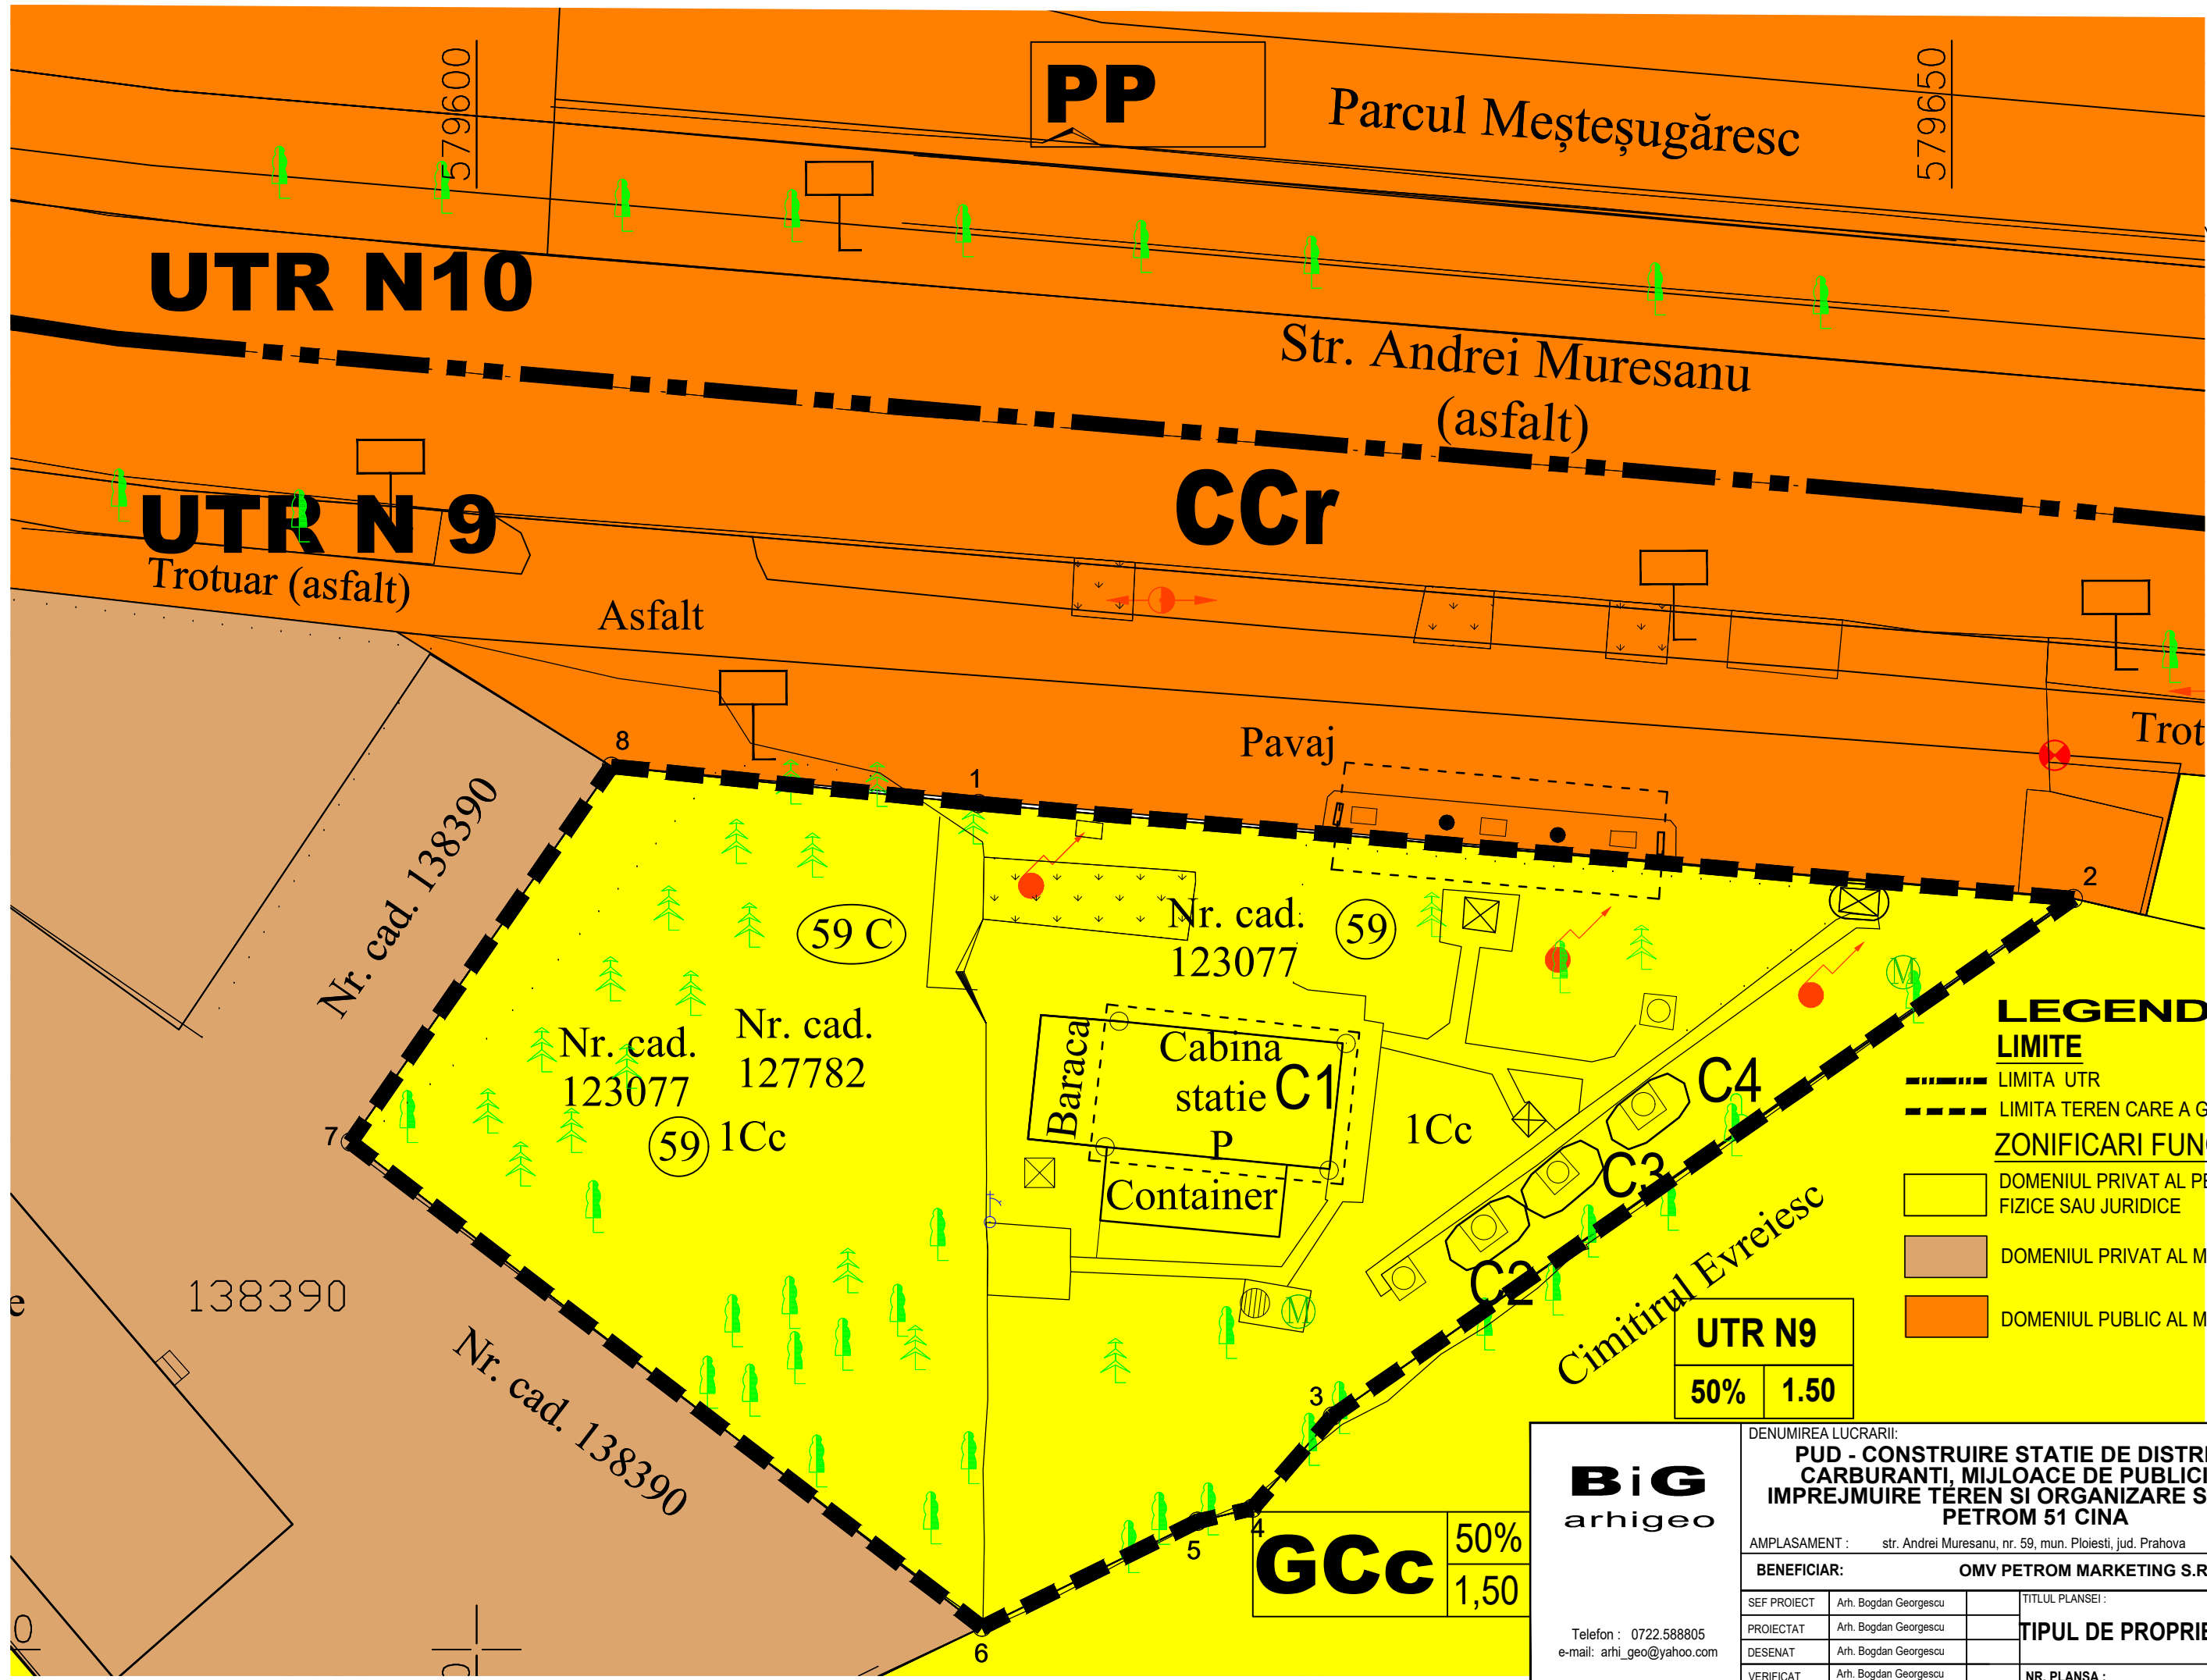 579600
PP
Parcul Meșteșugăresc
579650
UTR N10
Str. Andrei Muresanu
(asfalt)
CCr
UTR N 9
Trotuar (asfalt)
Asfalt
Pavaj
Trot
8
1
2
Nr. cad. 138390
59 C
Nr. cad.
123077
59
Nr. cad.
123077
Nr. cad.
127782
59
1Cc
Baraca
Cabina
statie
P
C1
Container
1Cc
C4
C3
C2
M
M
7
Cimitirul Evreiesc
138390
Nr. cad. 138390
3
4
5
6
e
0
LEGEND
LIMITE
LIMITA UTR
LIMITA TEREN CARE A G
ZONIFICARI FUN
DOMENIUL PRIVAT AL PE
FIZICE SAU JURIDICE
DOMENIUL PRIVAT AL M
DOMENIUL PUBLIC AL M
UTR N9
50% 1.50
GCc
50%
1,50
BiG
arhigeo
Telefon : 0722.588805
e-mail: arhi_geo@yahoo.com
DENUMIREA LUCRARII:
PUD - CONSTRUIRE STATIE DE DISTRI
CARBURANTI, MIJLOACE DE PUBLICI
IMPREJMUIRE TEREN SI ORGANIZARE S
PETROM 51 CINA
AMPLASAMENT : str. Andrei Muresanu, nr. 59, mun. Ploiesti, jud. Prahova
BENEFICIAR: OMV PETROM MARKETING S.R
SEF PROIECT Arh. Bogdan Georgescu
PROIECTAT Arh. Bogdan Georgescu
DESENAT Arh. Bogdan Georgescu
VERIFICAT Arh. Bogdan Georgescu
TITLUL PLANSEI :
TIPUL DE PROPRIE
NR. PLANSA :